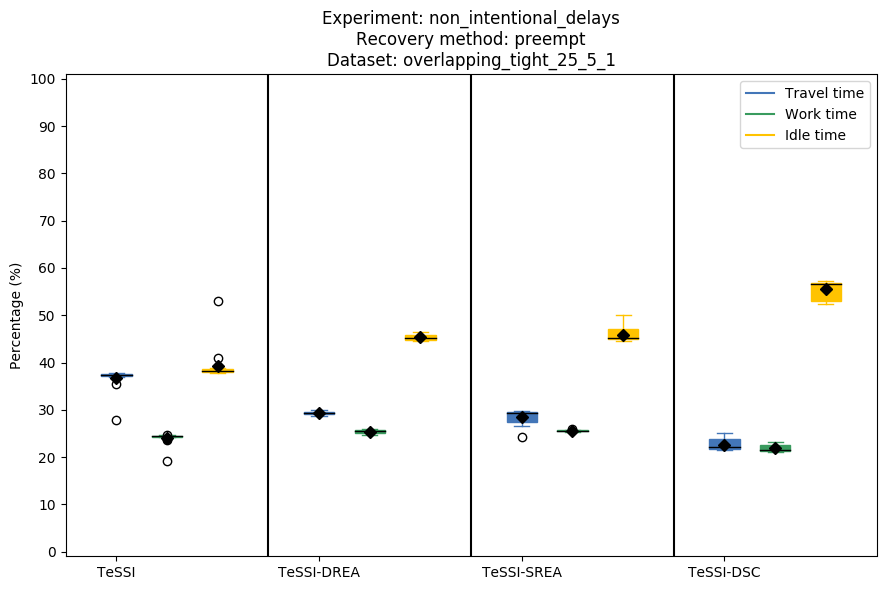 Experiment: non_intentional_delays
Recovery method: preempt
Dataset: overlapping_tight_25_5_1
Percentage (%)
100
90
80
70
60
50
40
30
20
10
0
Travel time
Work time
Idle time
TeSSI
TeSSI-DREA
TeSSI-SREA
TeSSI-DSC